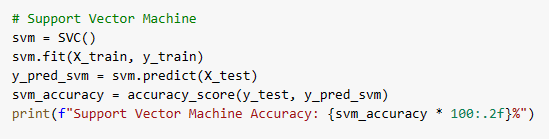 # Support Vector Machine
svm = SVC()
svm.fit(X_train, y_train)
y_pred_svm = svm.predict(X_test)
svm_accuracy = accuracy_score(y_test, y_pred_svm)
print(f"Support Vector Machine Accuracy: {svm_accuracy * 100:.2f}%")